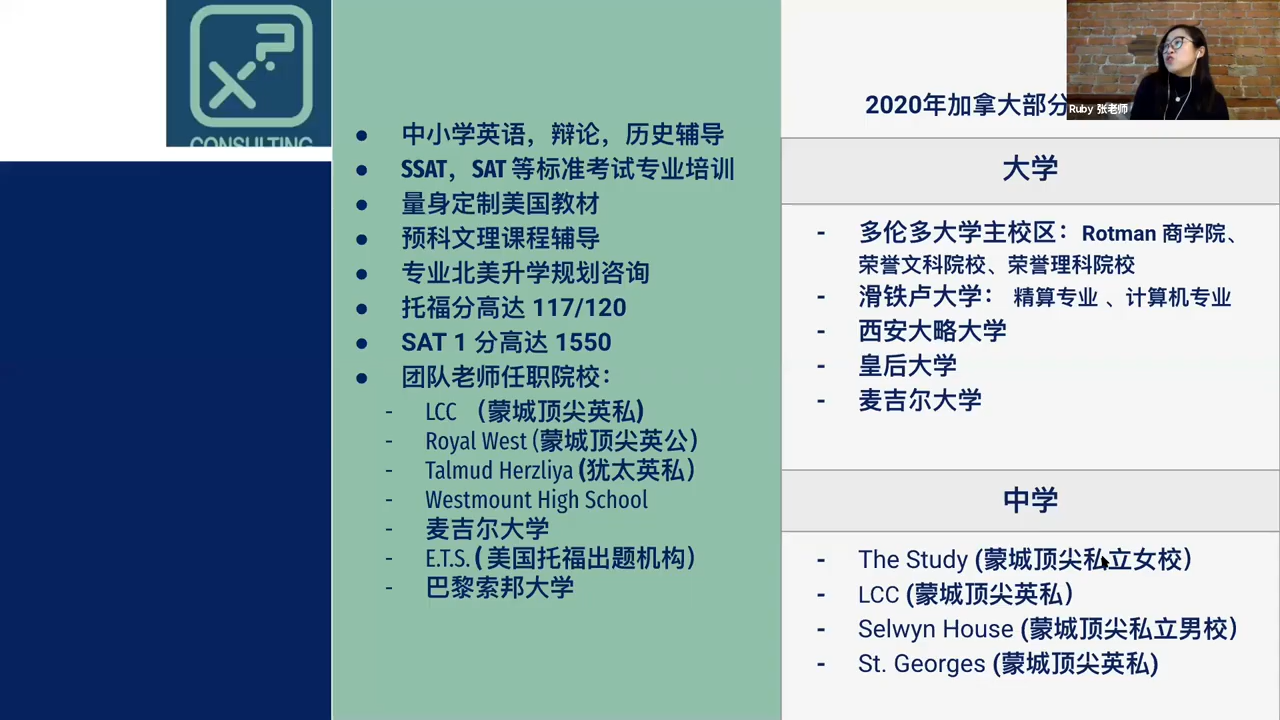 CONSULTING
● 中小学英语，辩论，历史辅导
● SSAT，SAT 等标准考试专业培训
● 量身定制美国教材
● 预科文理课程辅导
● 专业北美升学规划咨询
● 托福分高达 117/120
● SAT 1 分高达 1550
● 团队老师任职院校：
- LCC （蒙城顶尖英私)
- Royal West (蒙城顶尖英公）
- Talmud Herzliya (犹太英私）
- Westmount High School
- 麦吉尔大学
- E.T.S. ( 美国托福出题机构）
- 巴黎索邦大学
2020年加拿大部分
Ruby 张老师
大学
- 多伦多大学主校区：Rotman 商学院、
荣誉文科院校、荣誉理科院校
- 滑铁卢大学： 精算专业 、计算机专业
- 西安大略大学
- 皇后大学
- 麦吉尔大学
中学
- The Study (蒙城顶尖私立女校）
- LCC (蒙城顶尖英私）
- Selwyn House (蒙城顶尖私立男校）
- St. Georges (蒙城顶尖英私)